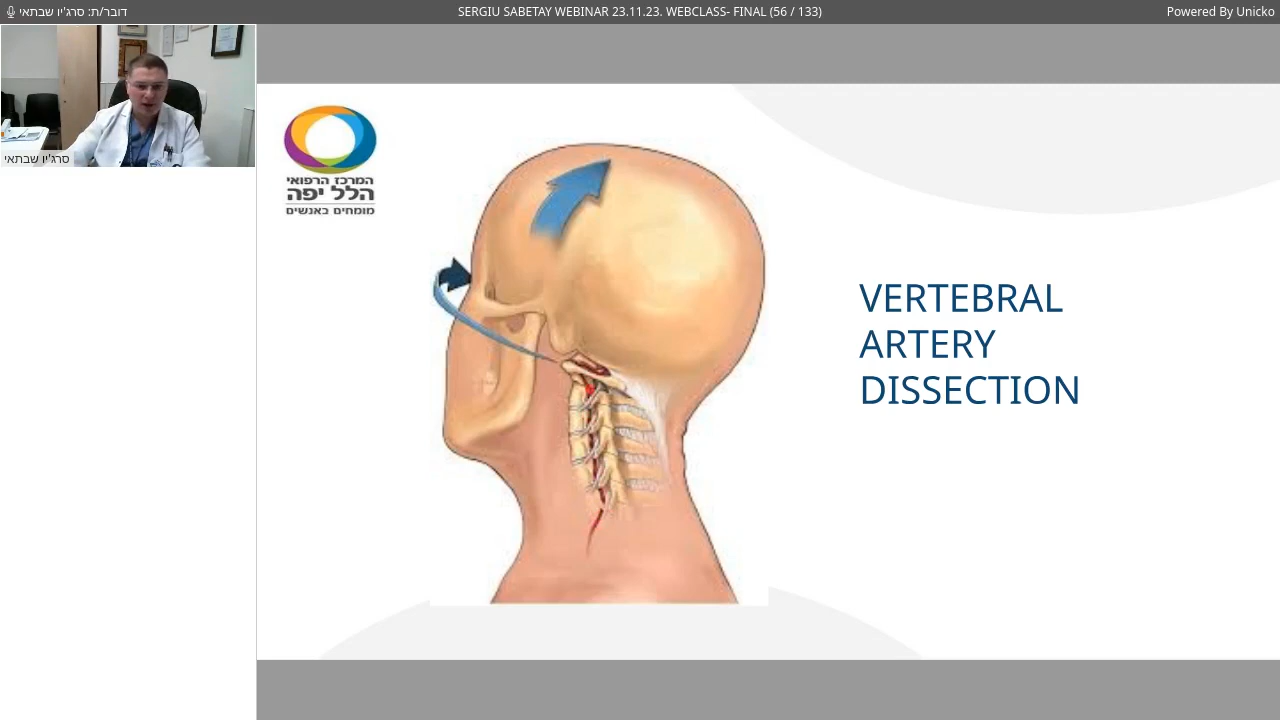 דובר/ת: סרג'יו שבתאי
SERGIU SABETAY WEBINAR 23.11.23. WEBCLASS- FINAL (56 / 133)
Powered By Unicko
סרג'יו שבתאי
המרכז הרפואי
הלל יפה
מומחים באנשים
VERTEBRAL
ARTERY
DISSECTION